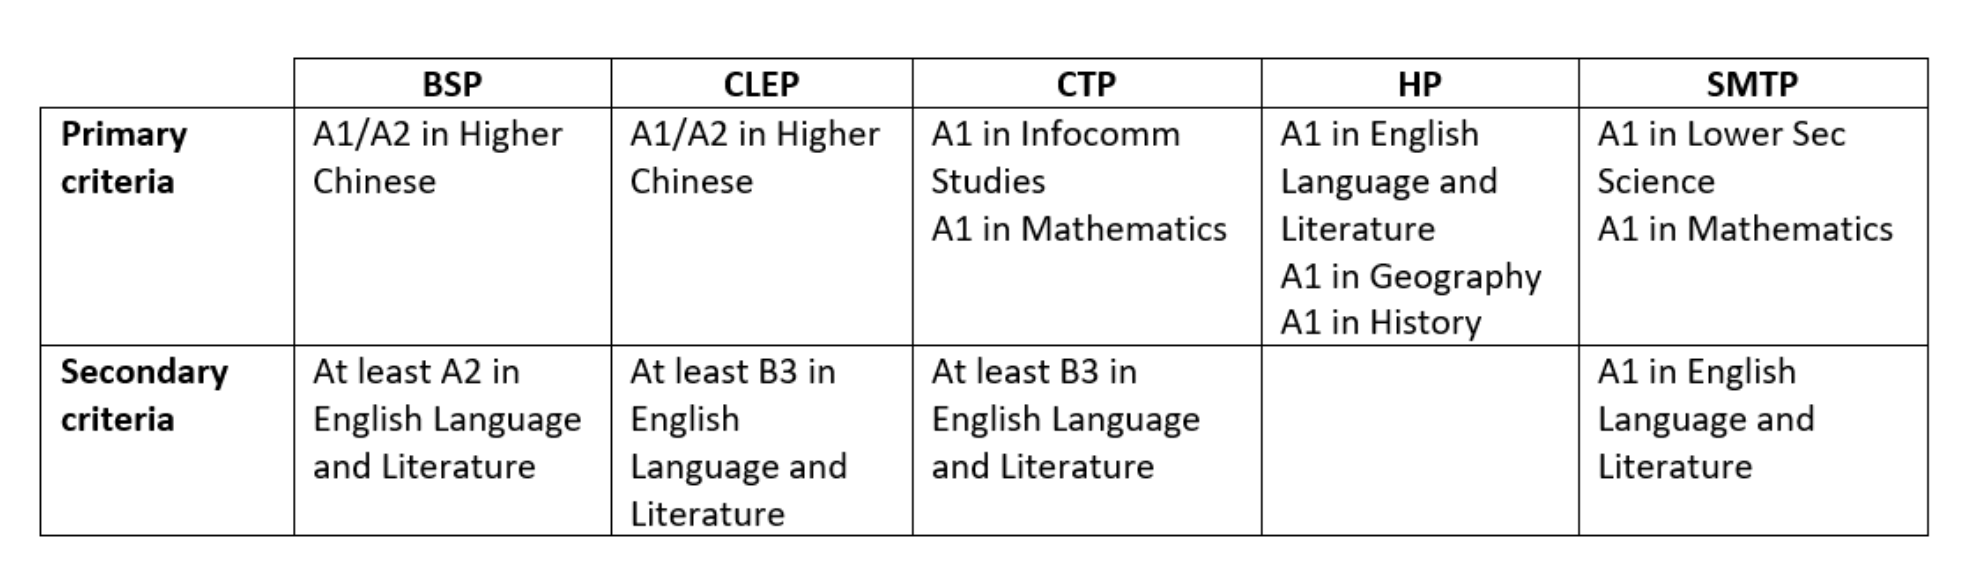 BSP CLEP CTP HP SMTP
Primary
criteria
A1/A2 in Higher
Chinese
A1/A2 in Higher
Chinese
A1 in Infocomm
Studies
A1 in Mathematics
A1 in English
Language and
Literature
A1 in Geography
A1 in History
A1 in Lower Sec
Science
A1 in Mathematics
Secondary
criteria
At least A2 in
English Language
and Literature
At least B3 in
English
Language and
Literature
At least B3 in
English Language
and Literature
A1 in English
Language and
Literature